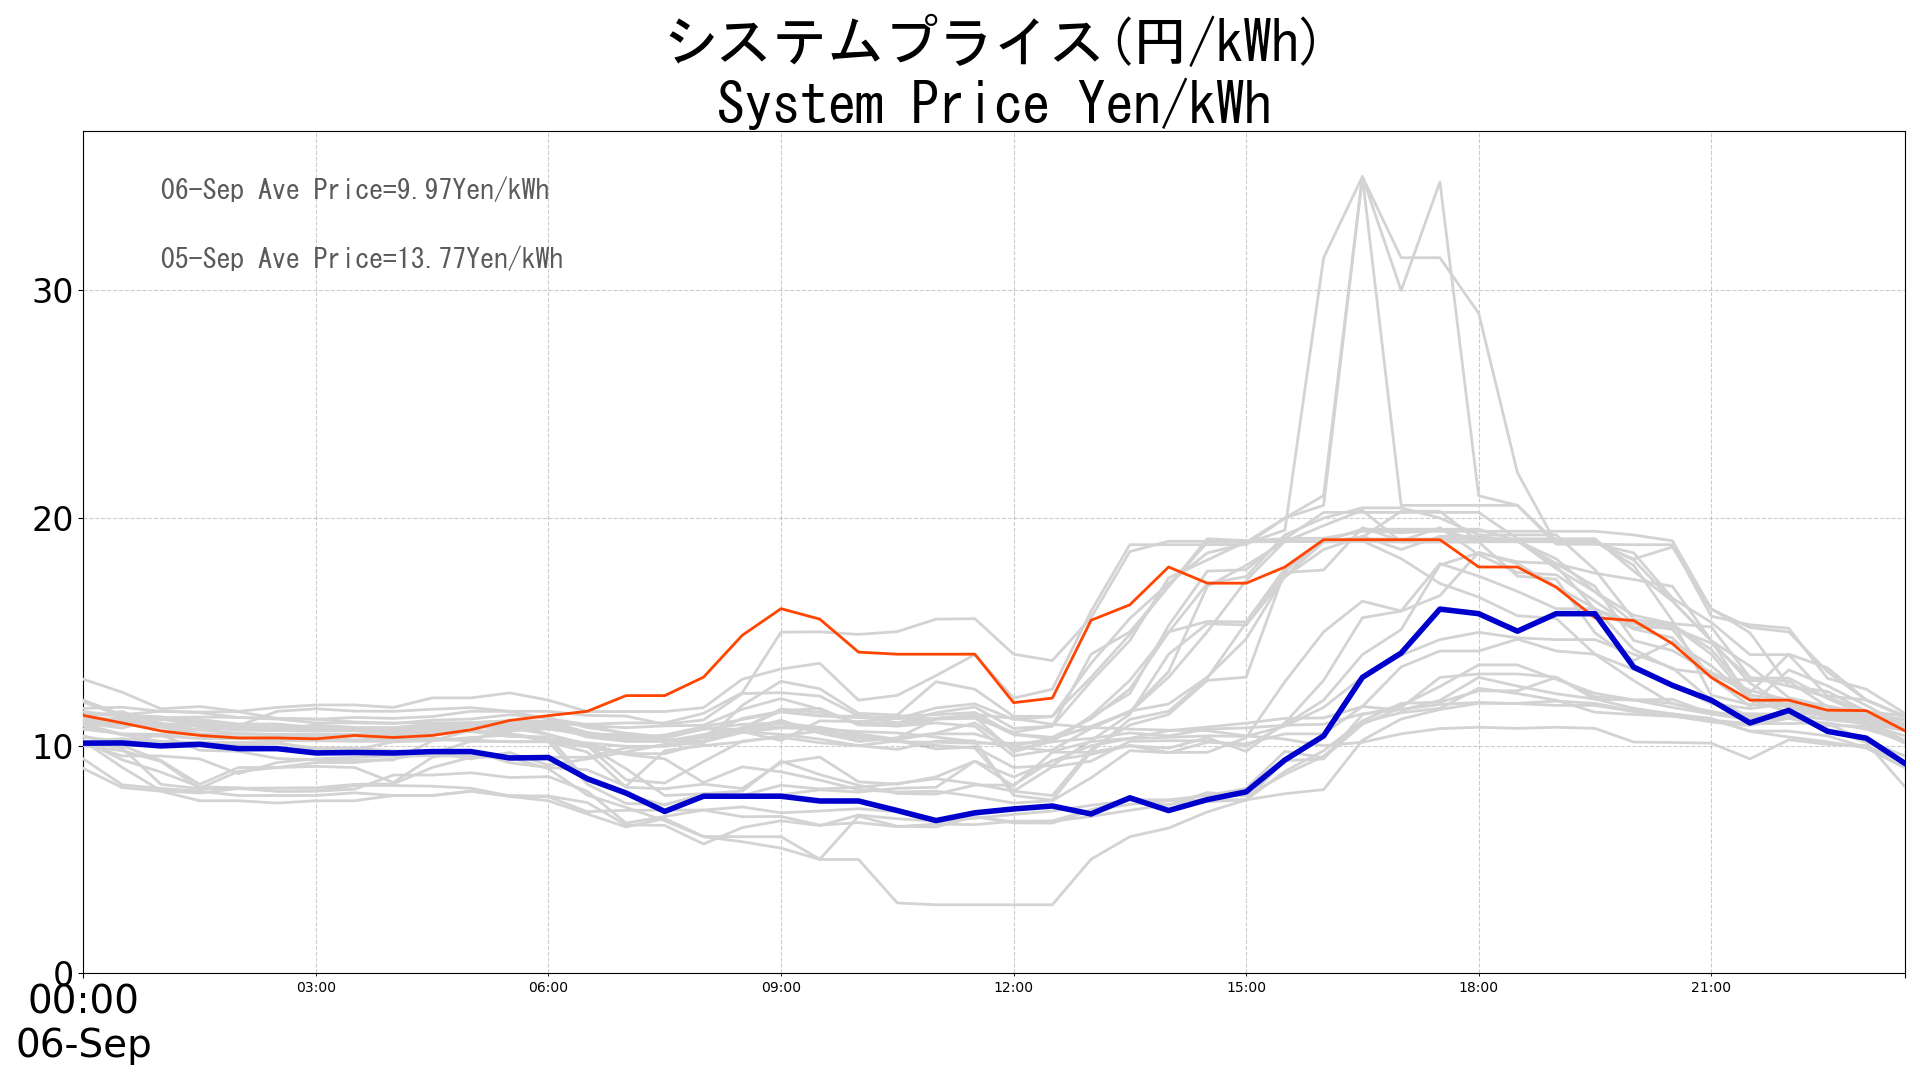 システムプライス(円/kWh)
System Price Yen/kWh
06-Sep Ave Price=9.97Yen/kWh
05-Sep Ave Price=13.77Yen/kWh
30
20
10
0
00:00
06-Sep
03:00
06:00
09:00
12:00
15:00
18:00
21:00